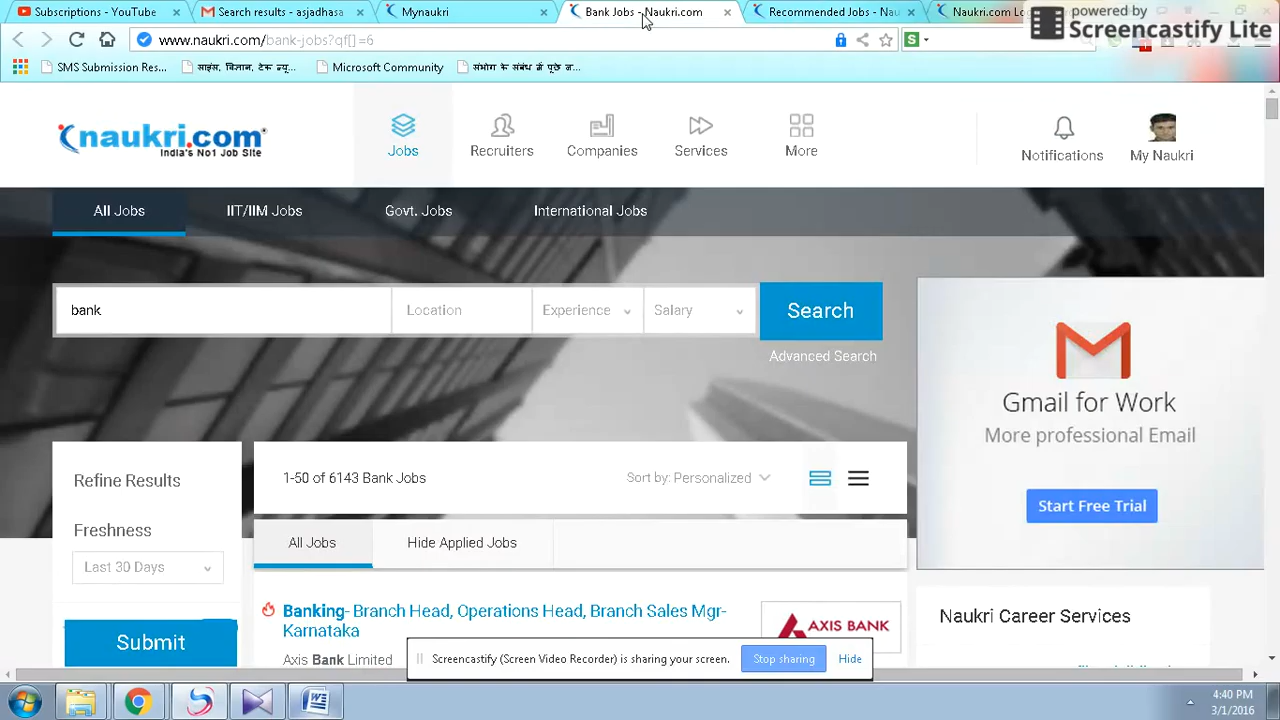 Subscriptions - YouTube
Search results - asjadhas
Mynaukri
Bank Jobs - Naukri.com
Recommended Jobs - Nau
Naukri.com Lo
powered by
Screencastify Lite
www.naukri.com/bank-jobs?qf[]=6
S
SMS Submission Res...
साइंस, विज्ञान, टेक न्यू...
Microsoft Community
संभोग के संबंध मे पूछे ज...
naukri.com
India's No1 Job Site
Jobs
Recruiters
Companies
Services
More
Notifications
My Naukri
All Jobs
IIT/IIM Jobs
Govt. Jobs
International Jobs
bank
Location
Experience
Salary
Search
Advanced Search
Gmail for Work
More professional Email
Start Free Trial
Refine Results
1-50 of 6143 Bank Jobs
Sort by: Personalized
Freshness
Last 30 Days
All Jobs
Hide Applied Jobs
Submit
Banking- Branch Head, Operations Head, Branch Sales Mgr-
Karnataka
Axis Bank Limited
AXIS BANK
Naukri Career Services
Screencastify (Screen Video Recorder) is sharing your screen.
Stop sharing
Hide
4:40 PM
3/1/2016